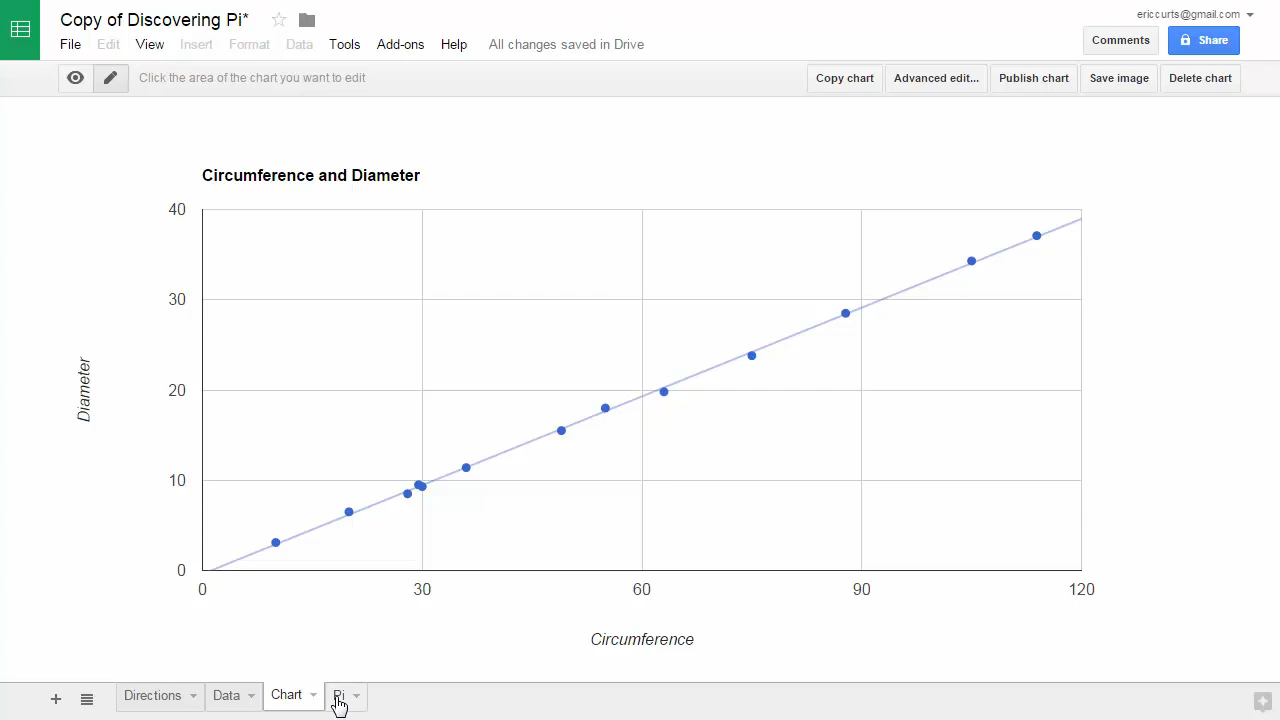 Copy of Discovering Pi*
ericcurts@gmail.com
File Edit View Insert Format Data Tools Add-ons Help All changes saved in Drive
Comments Share
Click the area of the chart you want to edit
Copy chart Advanced edit... Publish chart Save image Delete chart
Circumference and Diameter
40
30
20
10
0
Diameter
0 30 60 90 120
Circumference
+ Directions Data Chart Pi